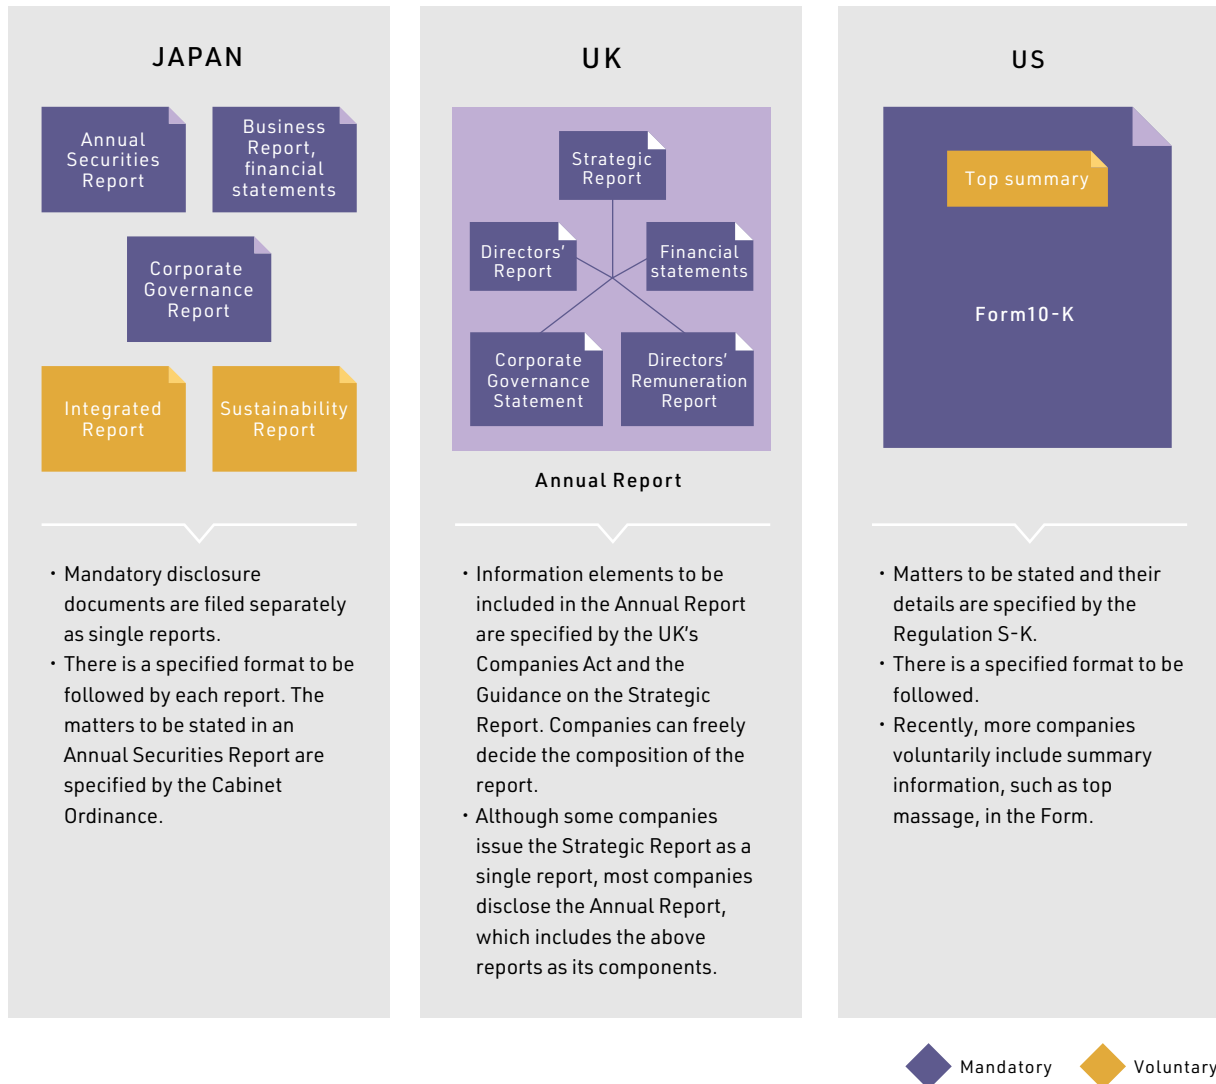 JAPAN
Annual
Securities
Report
Business
Report,
financial
statements
Corporate
Governance
Report
Integrated
Report
Sustainability
Report
・Mandatory disclosure
documents are filed separately
as single reports.
・There is a specified format to be
followed by each report. The
matters to be stated in an
Annual Securities Report are
specified by the Cabinet
Ordinance.
UK
Strategic
Report
Directors’
Report
Financial
statements
Corporate
Governance
Statement
Directors’
Remuneration
Report
Annual Report
・Information elements to be
included in the Annual Report
are specified by the UK’s
Companies Act and the
Guidance on the Strategic
Report. Companies can freely
decide the composition of the
report.
・Although some companies
issue the Strategic Report as a
single report, most companies
disclose the Annual Report,
which includes the above
reports as its components.
US
Top summary
Form10-K
・Matters to be stated and their
details are specified by the
Regulation S-K.
・There is a specified format to be
followed.
・Recently, more companies
voluntarily include summary
information, such as top
massage, in the Form.
Mandatory
Voluntary